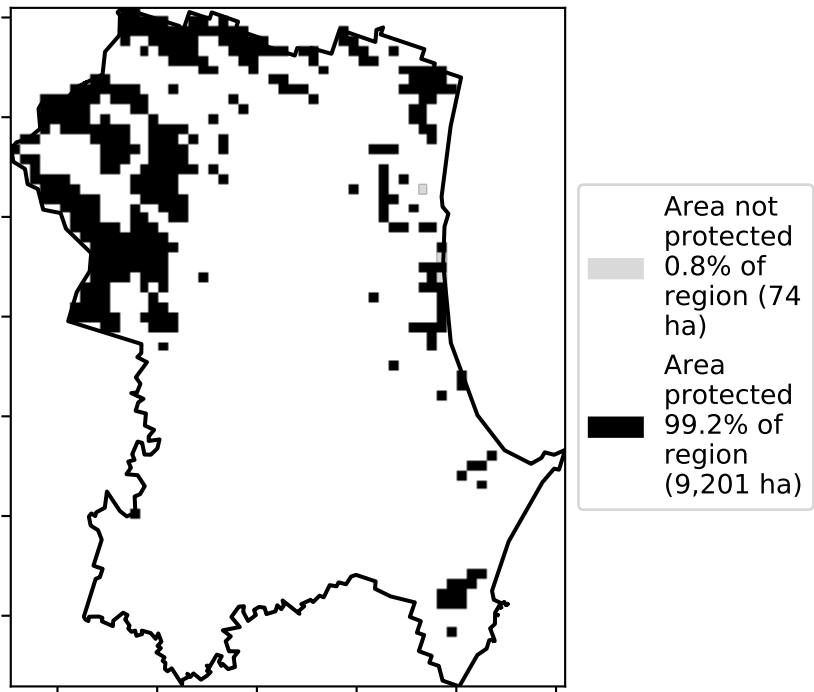 Area not
protected
0.8% of
region (74
ha)
Area
protected
99.2% of
region
(9,201 ha)